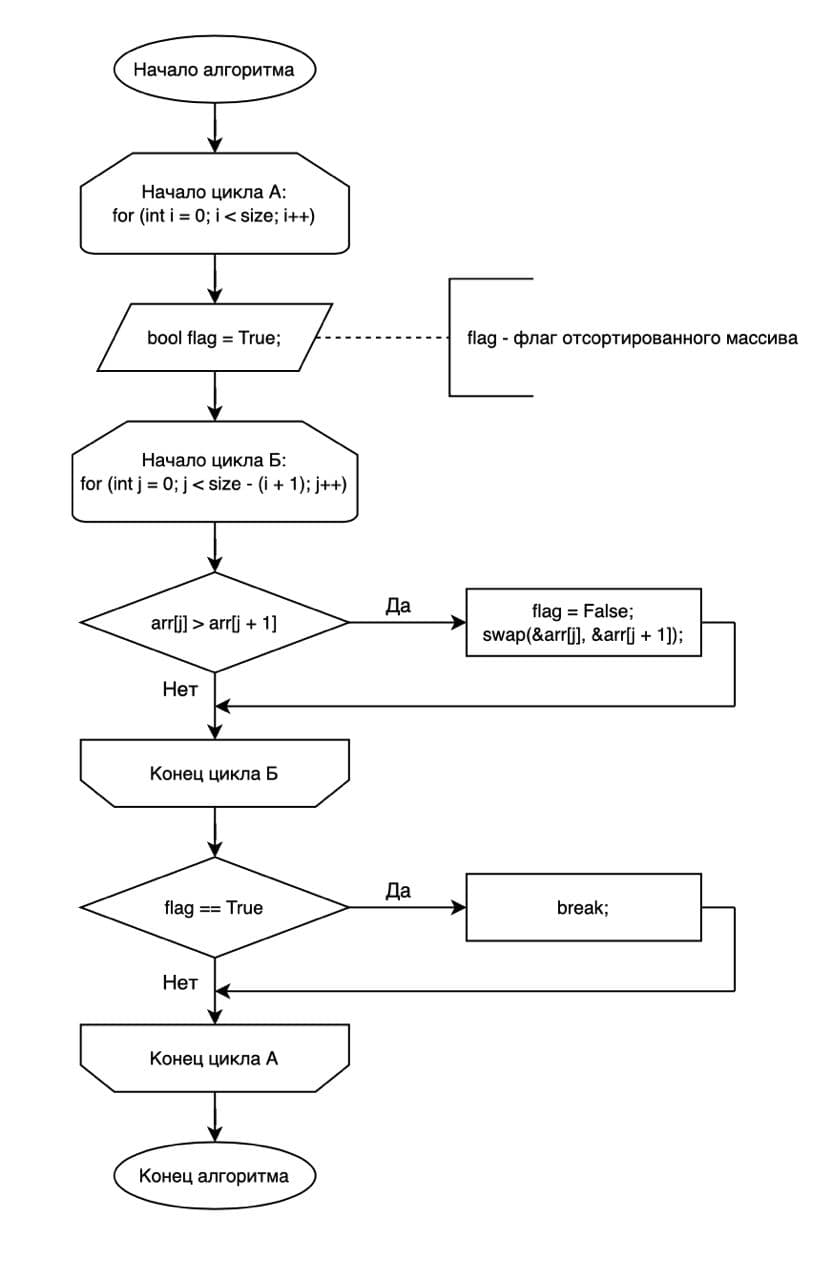 Начало алгоритма
Начало цикла А:
for (int i = 0; i < size; i++)
bool flag = True;
flag - флаг отсортированного массива
Начало цикла Б:
for (int j = 0; j < size - (i + 1); j++)
arr[j] > arr[j + 1]
Да
flag = False;
swap(&arr[j], &arr[j + 1]);
Нет
Конец цикла Б
flag == True
Да
break;
Нет
Конец цикла А
Конец алгоритма